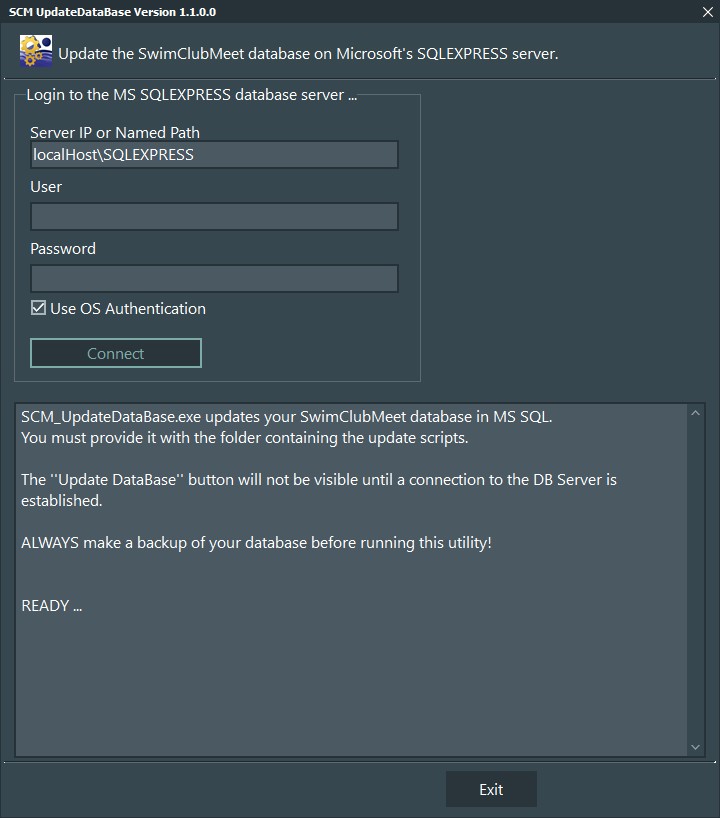 SCM UpdateDataBase Version 1.1.0.0
Update the SwimClubMeet database on Microsoft's SQLEXPRESS server.
Login to the MS SQLEXPRESS database server ...
Server IP or Named Path
localHost\SQLEXPRESS
User
Password
Use OS Authentication
Connect
SCM_UpdateDataBase.exe updates your SwimClubMeet database in MS SQL.
You must provide it with the folder containing the update scripts.
The ''Update DataBase'' button will not be visible until a connection to the DB Server is
established.
ALWAYS make a backup of your database before running this utility!
READY ...
Exit